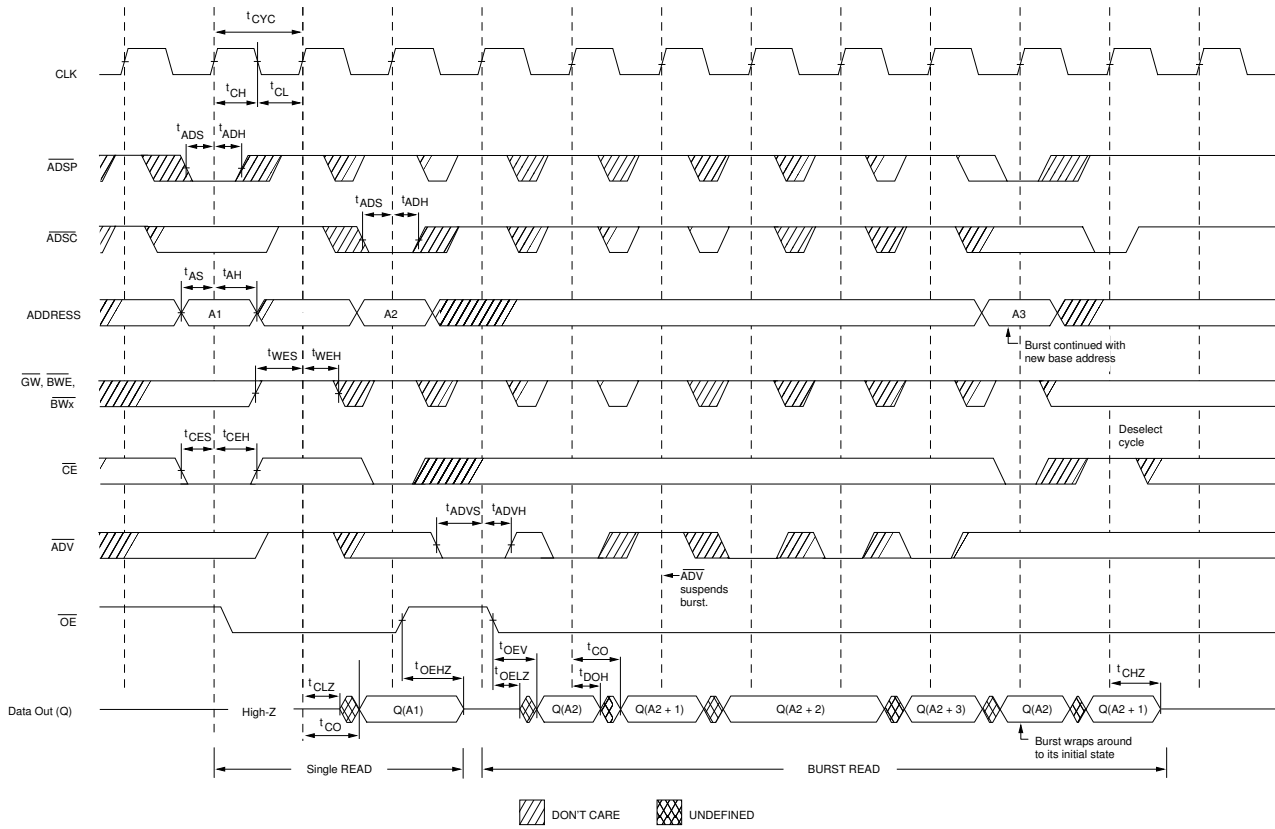 tCYC
CLK
tCH
tCL
tADS
tADH
ADSP
tADS
tADH
ADSC
tAS
tAH
ADDRESS
A1
A2
A3
Burst continued with
new base address
tWES
tWEH
GW, BWE,
BWx
tCES
tCEH
Deselect
cycle
CE
tADVS
tADVH
ADV
ADV
suspends
burst.
OE
tOEV
tCO
tOEHZ
tOELZ
tDOH
tCHZ
tCLZ
Data Out (Q)
High-Z
Q(A1)
Q(A2)
Q(A2 + 1)
Q(A2 + 2)
Q(A2 + 3)
Q(A2)
Q(A2 + 1)
tCO
Burst wraps around
to its initial state
Single READ
BURST READ
DON'T CARE
UNDEFINED